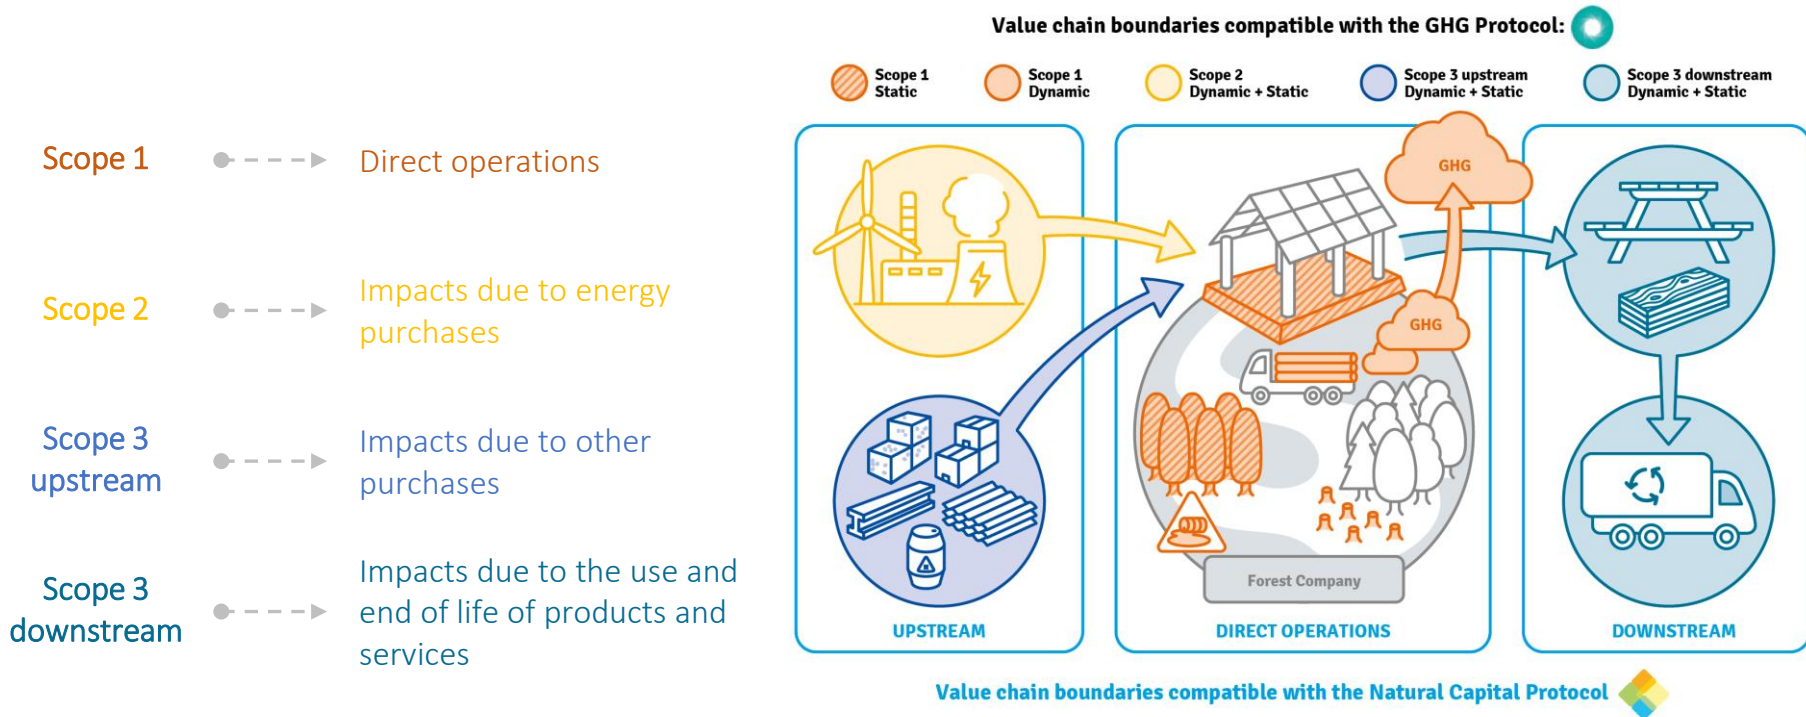 Scope 1
Direct operations
Scope 2
Impacts due to energy
purchases
Scope 3
upstream
Impacts due to other
purchases
Scope 3
downstream
Impacts due to the use and
end of life of products and
services
Value chain boundaries compatible with the GHG Protocol:
Scope 1
Static
Scope 1
Dynamic
Scope 2
Dynamic + Static
Scope 3 upstream
Dynamic + Static
Scope 3 downstream
Dynamic + Static
GHG
GHG
Forest Company
UPSTREAM
DIRECT OPERATIONS
DOWNSTREAM
Value chain boundaries compatible with the Natural Capital Protocol